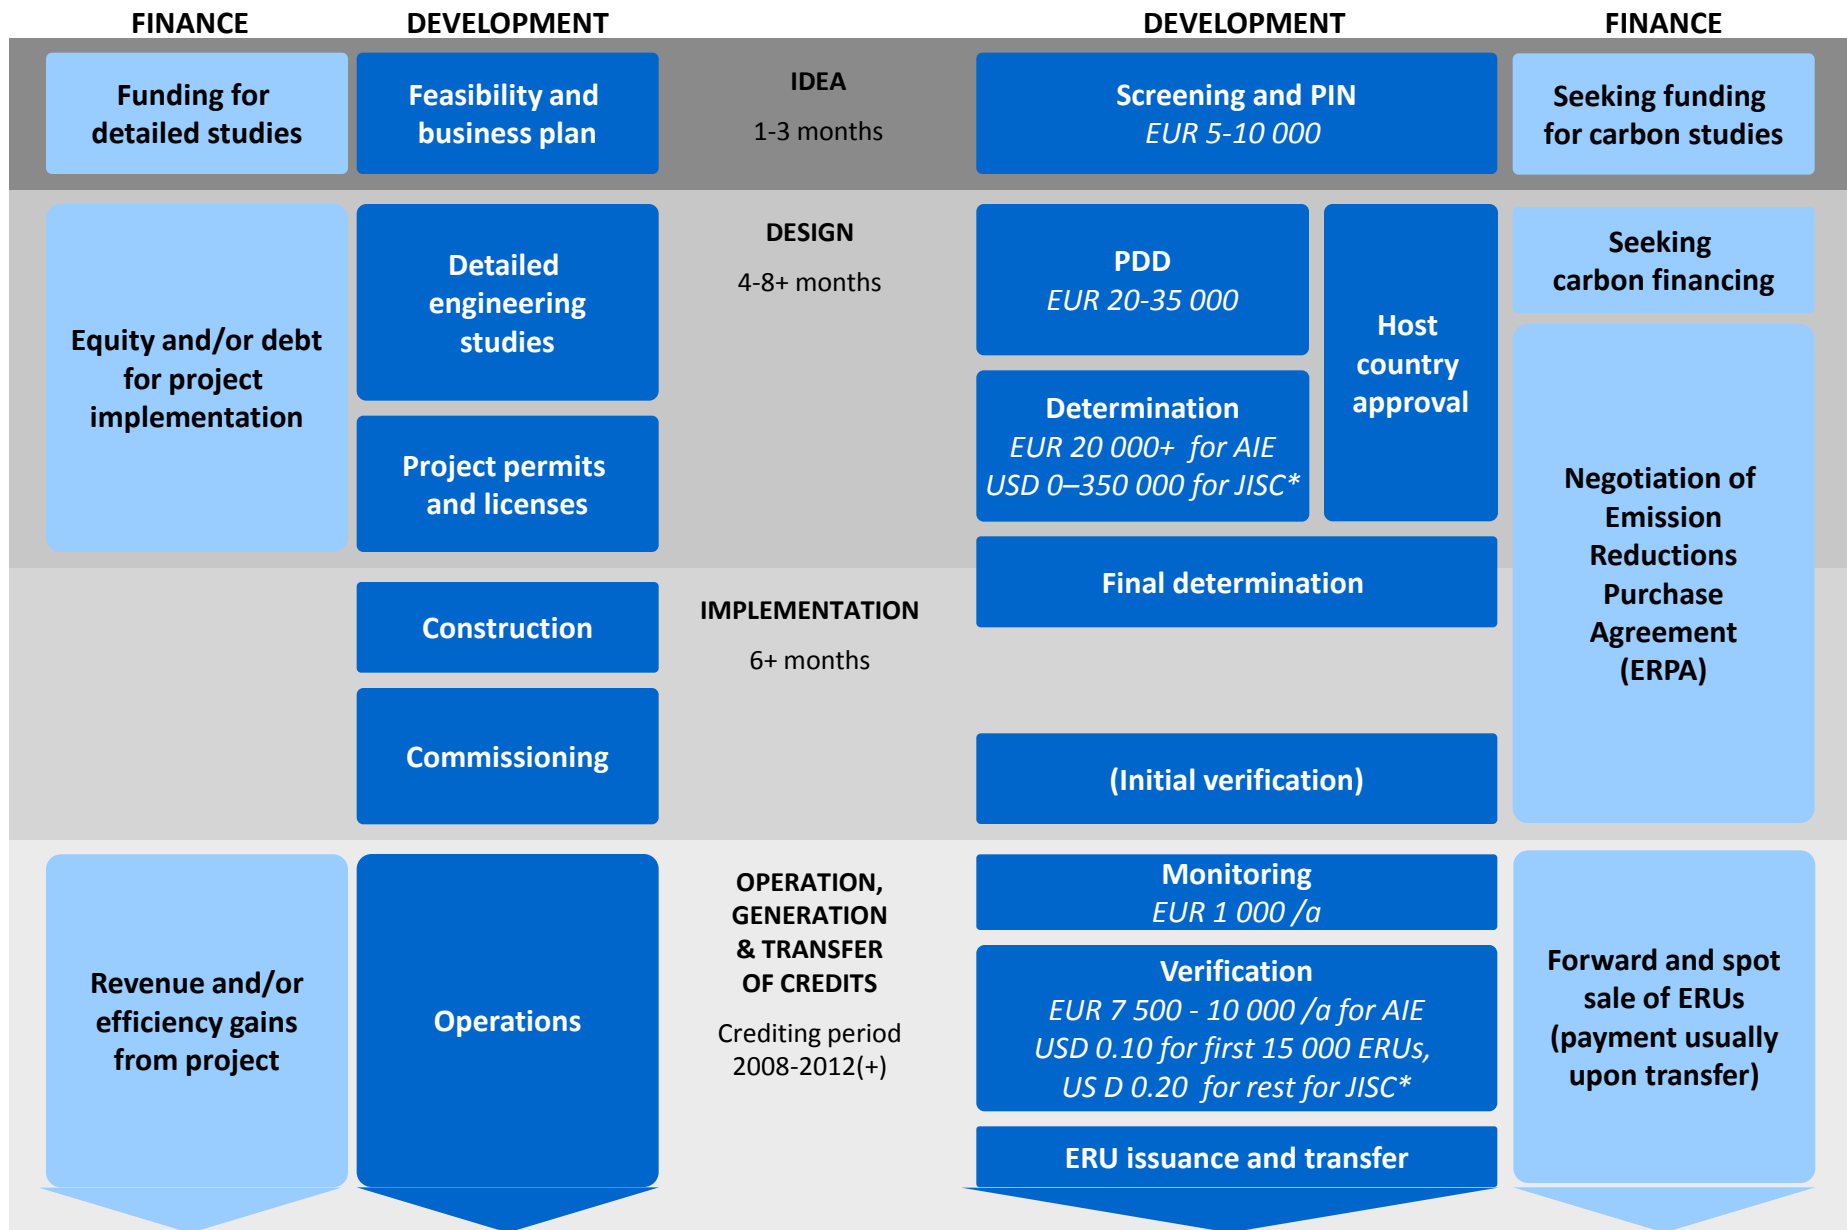 FINANCE
DEVELOPMENT
DEVELOPMENT
FINANCE
Funding for
detailed studies
Feasibility and
business plan
IDEA
1-3 months
Screening and PIN
EUR 5-10 000
Seeking funding
for carbon studies
Equity and/or debt
for project
implementation
Detailed
engineering
studies
Project permits
and licenses
DESIGN
4-8+ months
PDD
EUR 20-35 000
Determination
EUR 20 000+ for AIE
USD 0–350 000 for JISC*
Host
country
approval
Seeking
carbon financing
Final determination
Negotiation of
Emission
Reductions
Purchase
Agreement
(ERPA)
Construction
Commissioning
IMPLEMENTATION
6+ months
(Initial verification)
Revenue and/or
efficiency gains
from project
Operations
OPERATION,
GENERATION
& TRANSFER
OF CREDITS
Crediting period
2008-2012(+)
Monitoring
EUR 1 000 /a
Verification
EUR 7 500 - 10 000 /a for AIE
USD 0.10 for first 15 000 ERUs,
US D 0.20 for rest for JISC*
ERU issuance and transfer
Forward and spot
sale of ERUs
(payment usually
upon transfer)